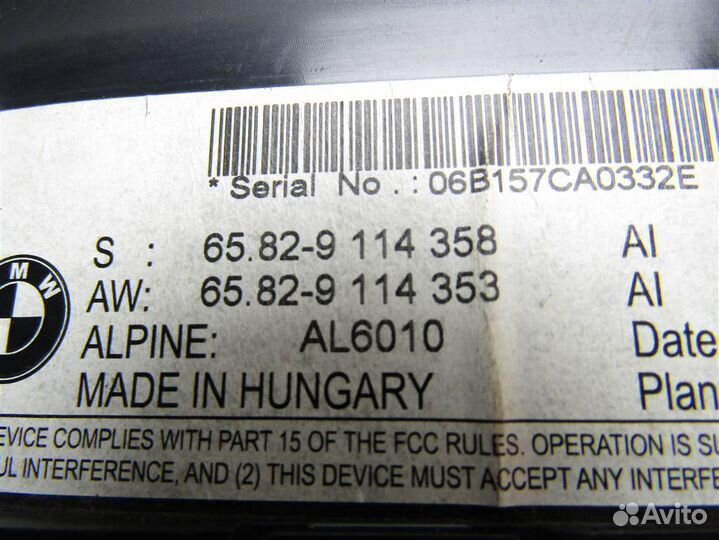 * Serial No .: 06B157CA0332E
S : 65.82-9 114 358 AI
AW: 65.82-9 114 353 AI
BMW
ALPINE: AL6010 Date
MADE IN HUNGARY Plan
EVICE COMPLIES WITH PART 15 OF THE FCC RULES. OPERATION IS SU
UL INTERFERENCE, AND (2) THIS DEVICE MUST ACCEPT ANY INTERFE
Avito